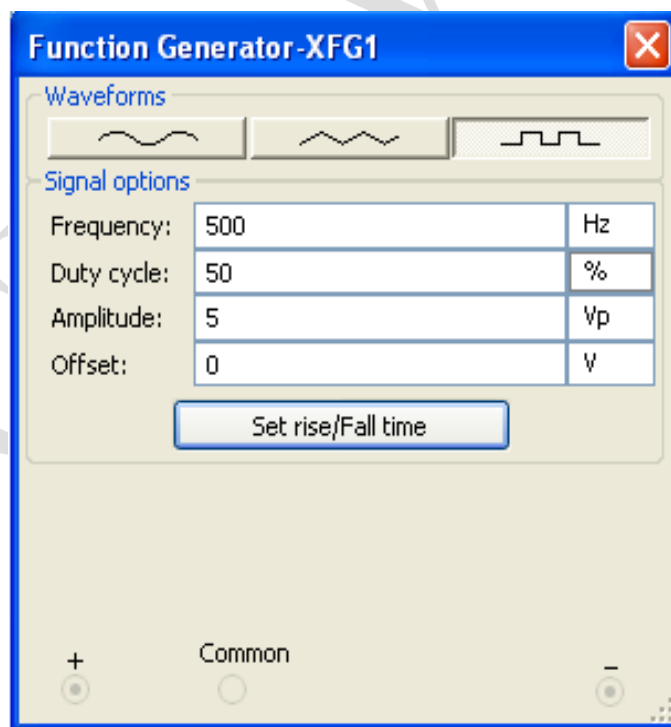 Function Generator-XFG1
Waveforms
Signal options
Frequency: 500 Hz
Duty cycle: 50 %
Amplitude: 5 Vp
Offset: 0 V
Set rise/Fall time
+ Common −